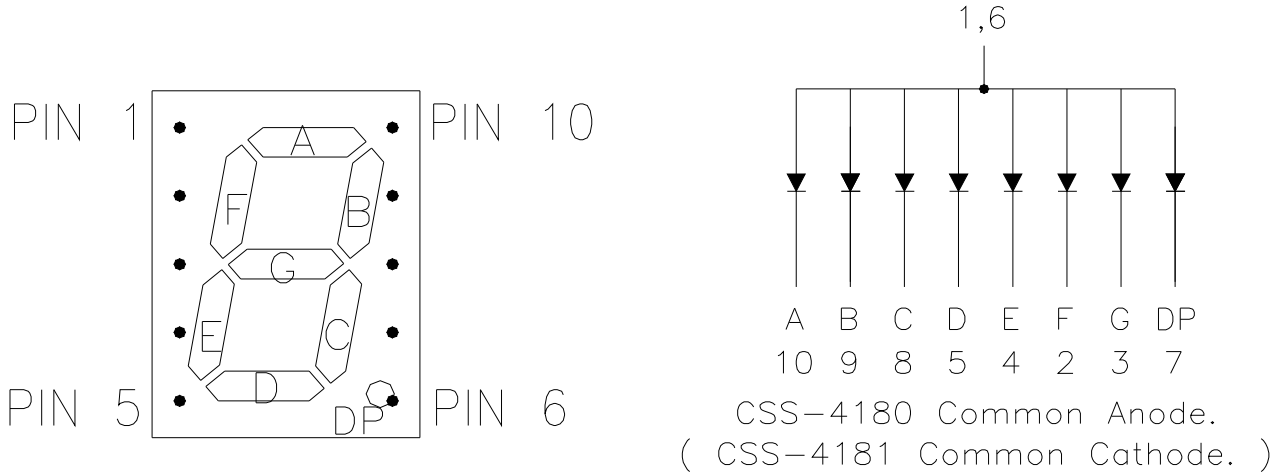 PIN 1
PIN 10
A
F
B
G
E
C
D
DP
PIN 5
PIN 6
1,6
A B C D E F G DP
10 9 8 5 4 2 3 7
CSS-4180 Common Anode.
( CSS-4181 Common Cathode. )